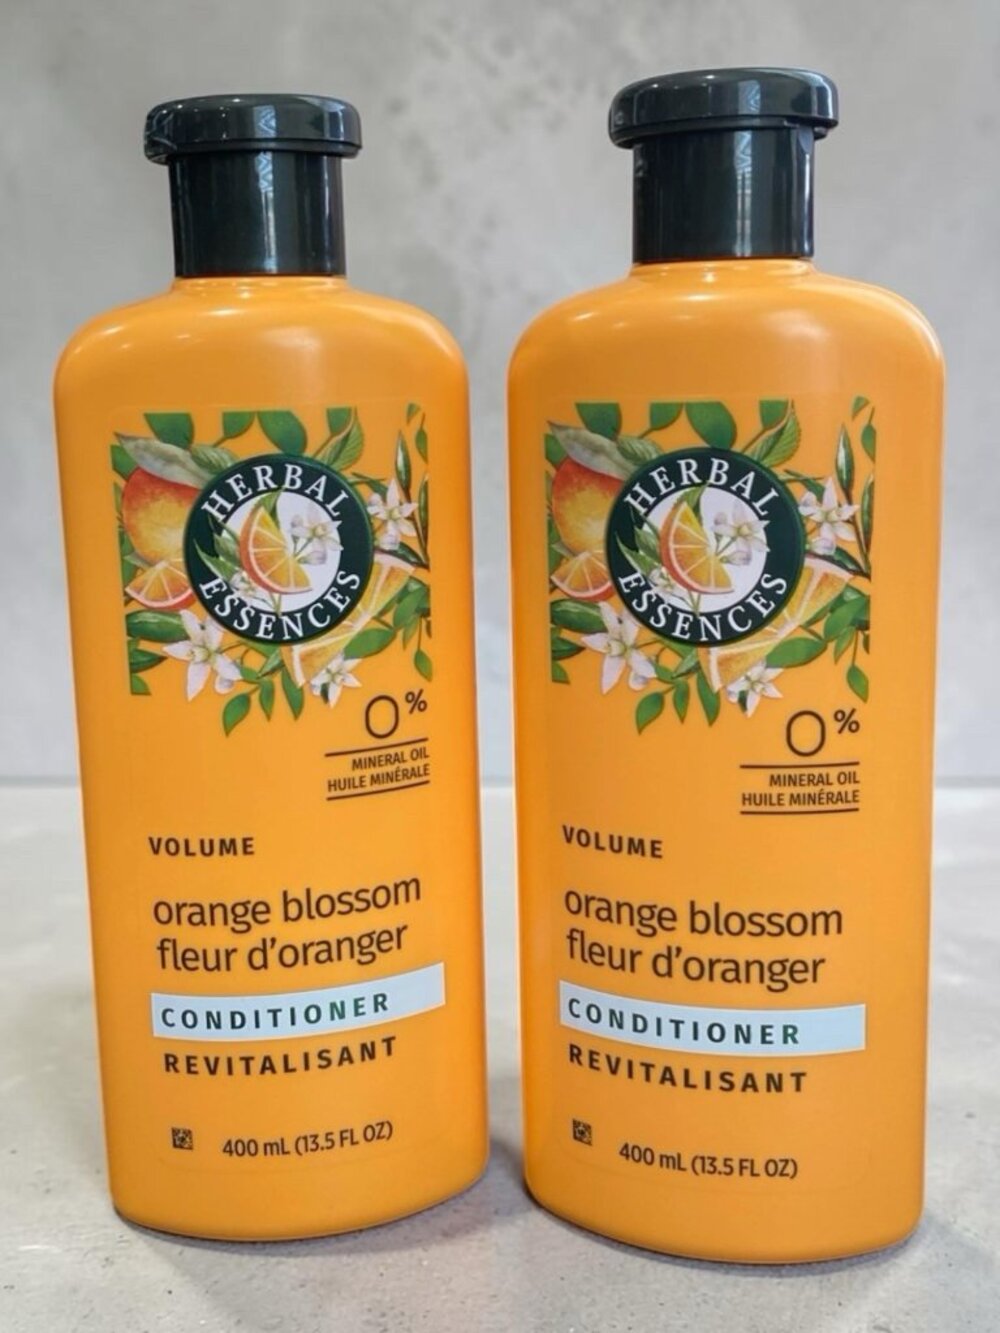 HERBAL
ESSENCES
0%
MINERAL OIL
HUILE MINÉRALE
VOLUME
orange blossom
fleur d'oranger
CONDITIONER
REVITALISANT
400 mL (13.5 FL OZ)
HERBAL
ESSENCES
0%
MINERAL OIL
HUILE MINÉRALE
VOLUME
orange blossom
fleur d'oranger
CONDITIONER
REVITALISANT
400 mL (13.5 FL OZ)